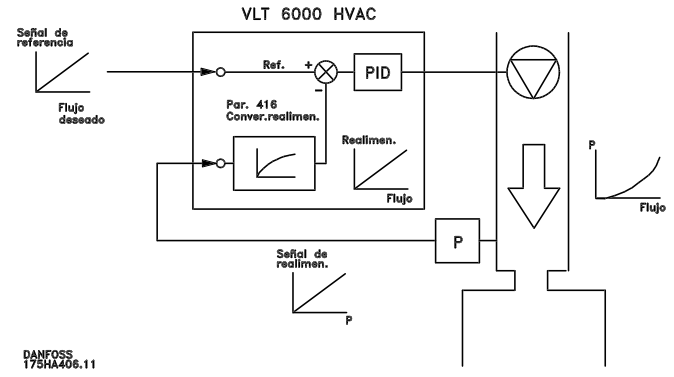 VLT 6000 HVAC
Señal de
referencia
Flujo
deseado
Ref.
+
−
PID
Par. 416
Conver.realimen.
Realimen.
Flujo
P
Flujo
P
Señal de
realimen.
P
DANFOSS
175HA406.11